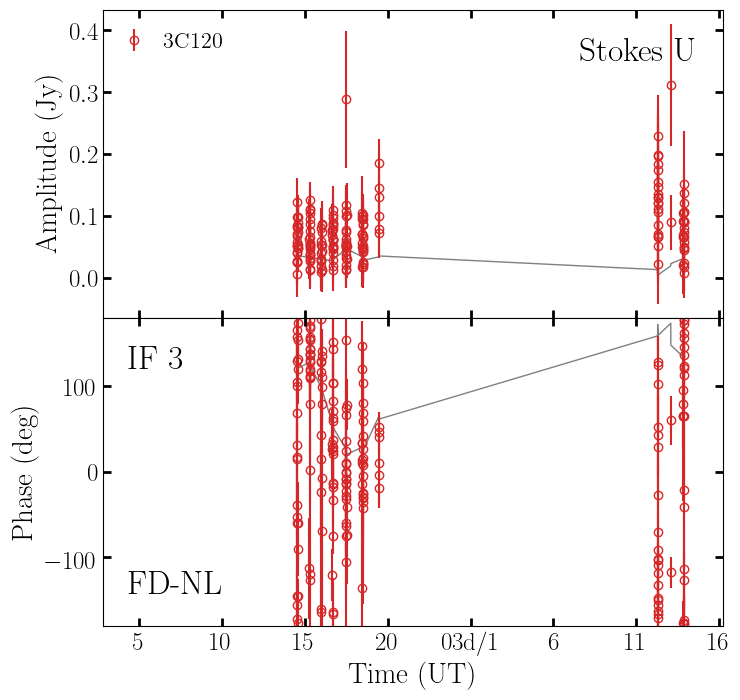 3C120
Stokes U
0.4
0.3
0.2
0.1
0.0
Amplitude (Jy)
IF 3
FD-NL
100
0
−100
Phase (deg)
5 10 15 20 03d/1 6 11 16
Time (UT)